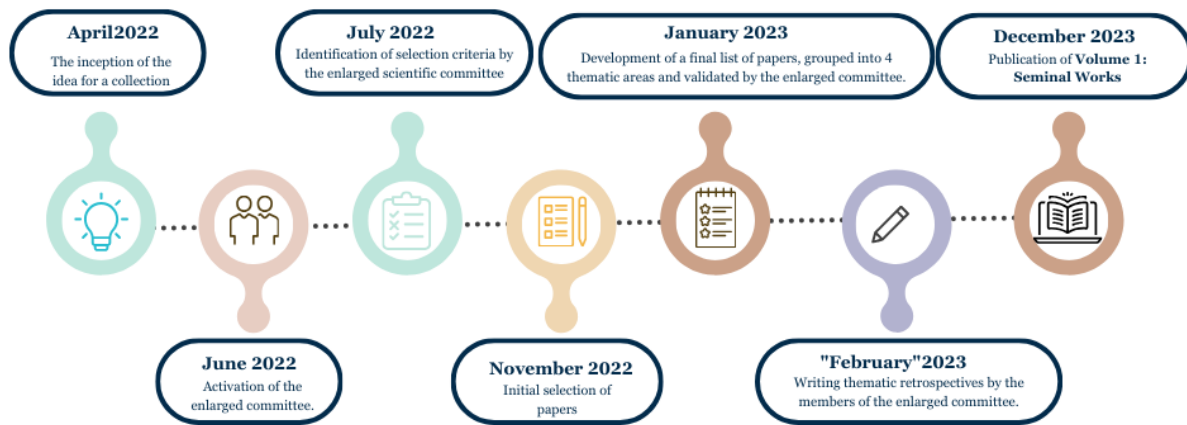 April2022
The inception of the
idea for a collection
July 2022
Identification of selection criteria by
the enlarged scientific committee
January 2023
Development of a final list of papers, grouped into 4
thematic areas and validated by the enlarged committee.
December 2023
Publication of Volume 1:
Seminal Works
June 2022
Activation of the
enlarged committee.
November 2022
Initial selection of
papers
"February"2023
Writing thematic retrospectives by the
members of the enlarged committee.